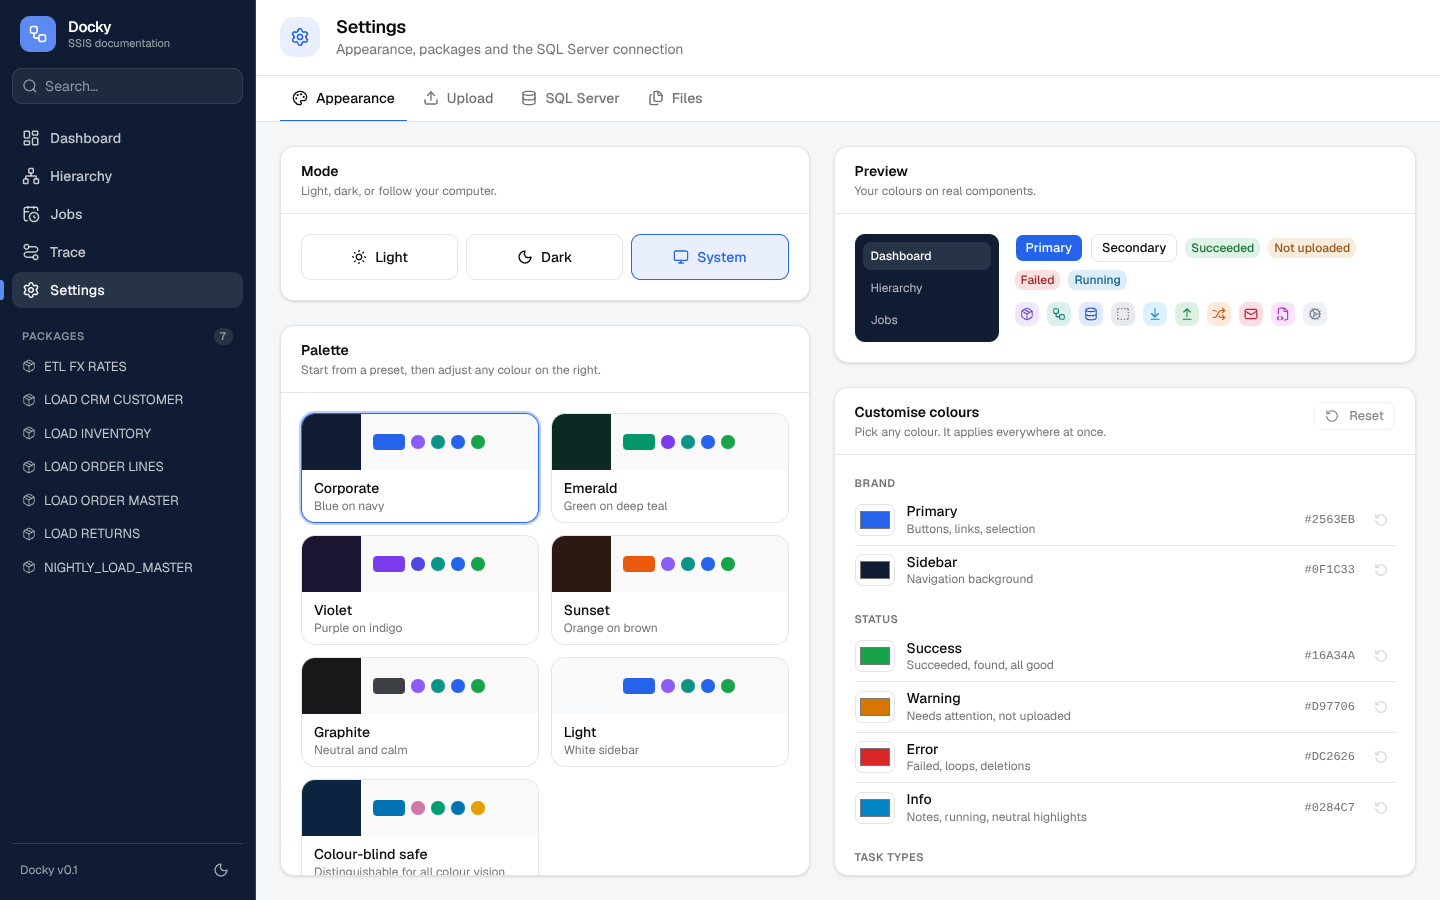 Docky
SSIS documentation
Search...
Dashboard
Hierarchy
Jobs
Trace
Settings
PACKAGES 7
ETL FX RATES
LOAD CRM CUSTOMER
LOAD INVENTORY
LOAD ORDER LINES
LOAD ORDER MASTER
LOAD RETURNS
NIGHTLY_LOAD_MASTER
Docky v0.1
Settings
Appearance, packages and the SQL Server connection
Appearance Upload SQL Server Files
Mode
Light, dark, or follow your computer.
Light Dark System
Palette
Start from a preset, then adjust any colour on the right.
Corporate
Blue on navy
Emerald
Green on deep teal
Violet
Purple on indigo
Sunset
Orange on brown
Graphite
Neutral and calm
Light
White sidebar
Colour-blind safe
Distinguishable for all colour vision
Preview
Your colours on real components.
Dashboard
Hierarchy
Jobs
Primary Secondary Succeeded Not uploaded
Failed Running
Customise colours
Pick any colour. It applies everywhere at once.
Reset
BRAND
Primary
Buttons, links, selection
#2563EB
Sidebar
Navigation background
#0F1C33
STATUS
Success
Succeeded, found, all good
#16A34A
Warning
Needs attention, not uploaded
#D97706
Error
Failed, loops, deletions
#DC2626
Info
Notes, running, neutral highlights
#0284C7
TASK TYPES